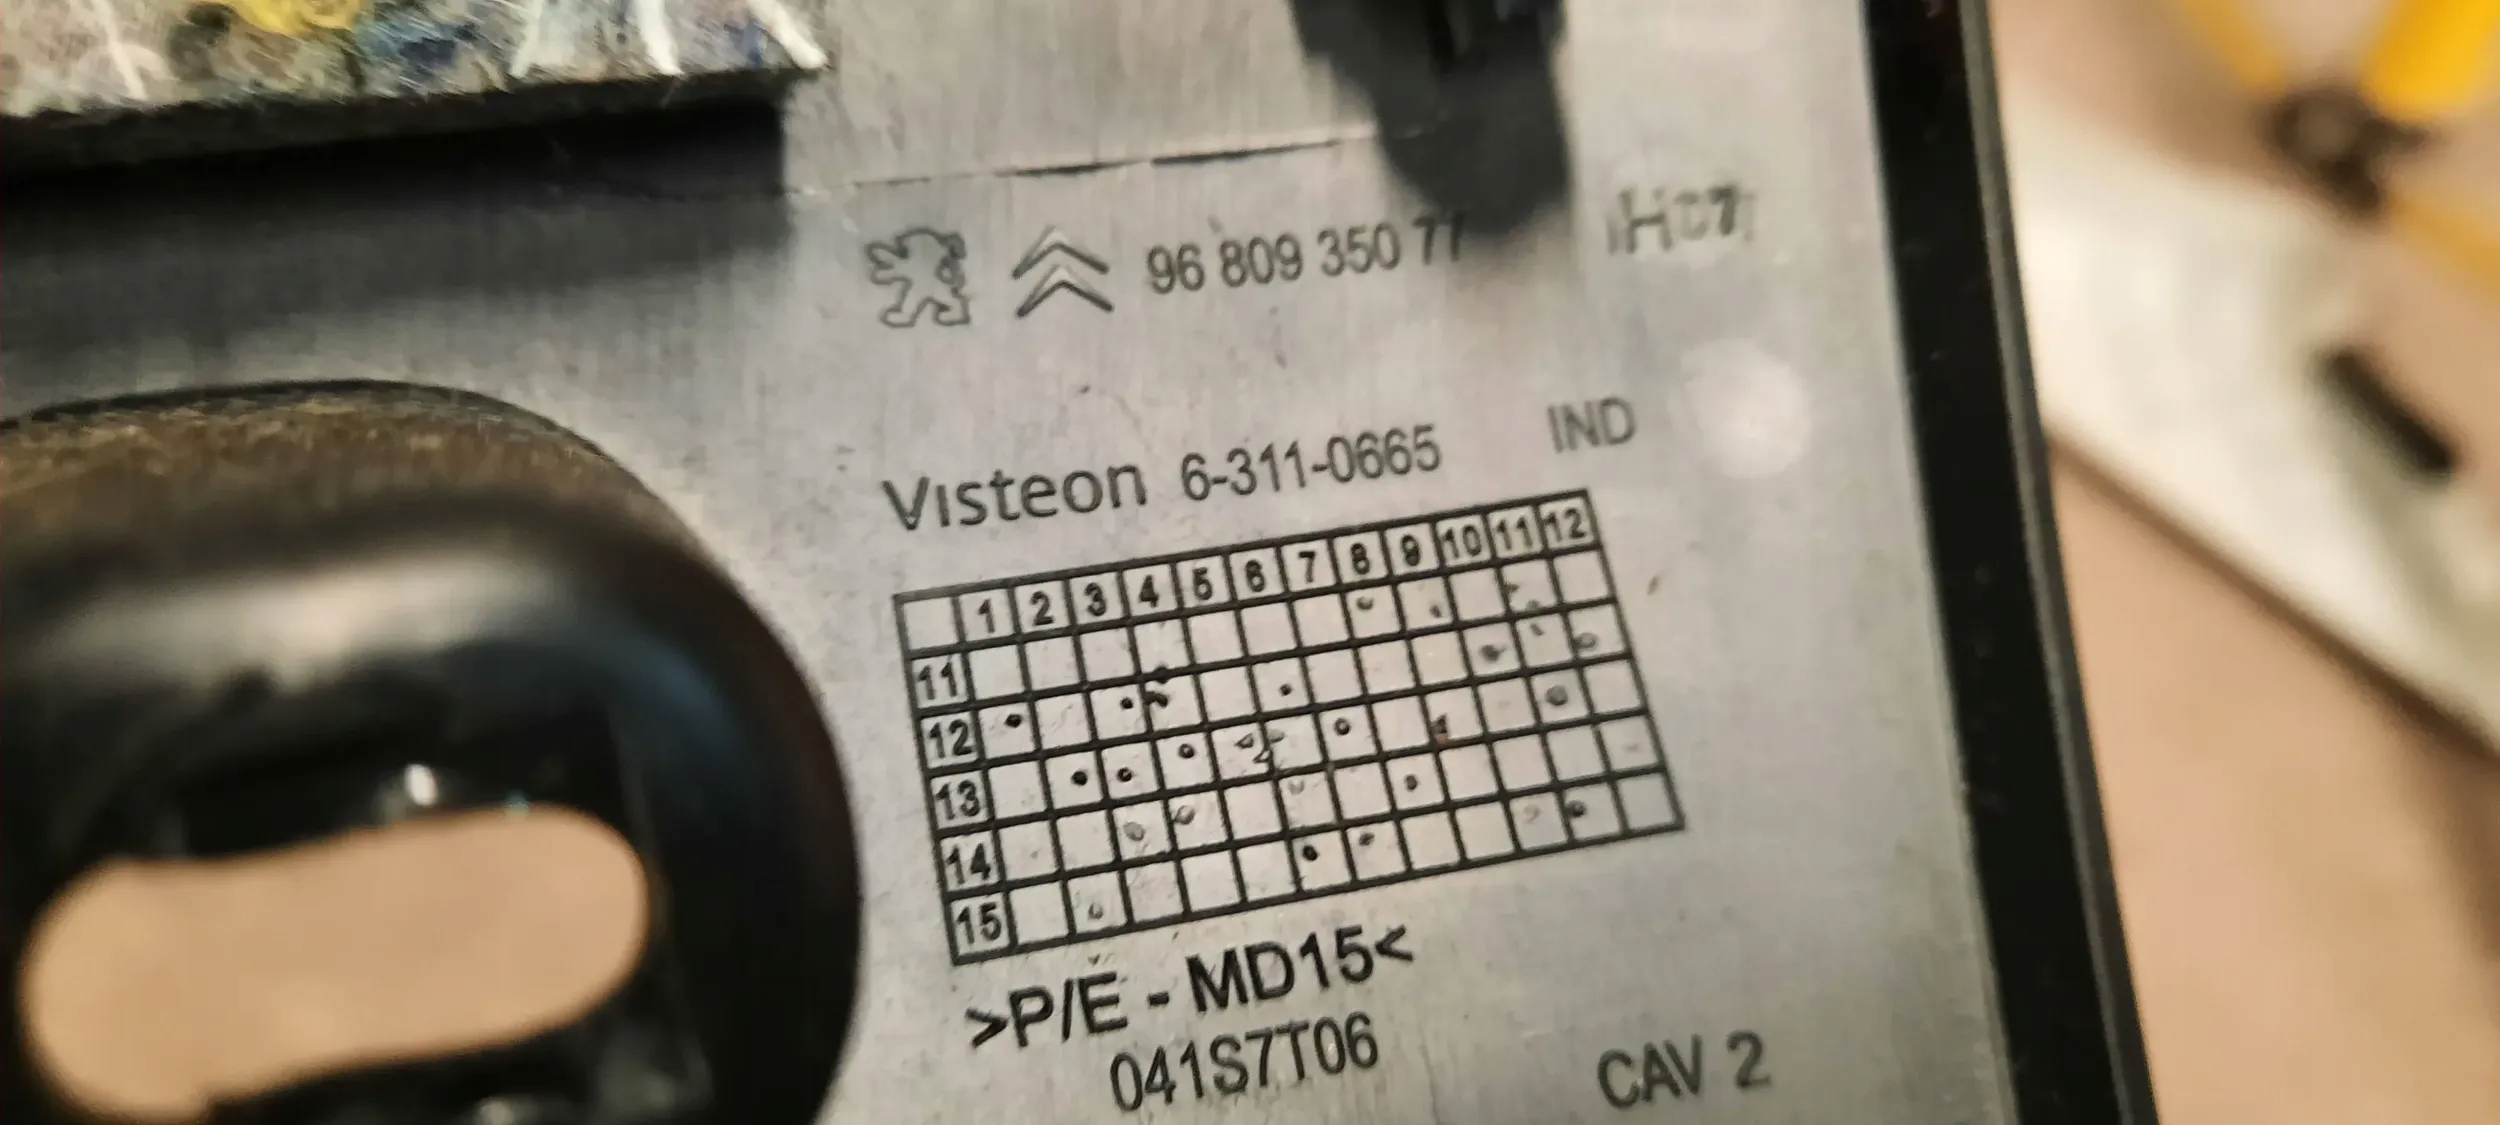 96 809 350 77
Visteon 6-311-0665 IND
1 2 3 4 5 6 7 8 9 10 11 12
11
12
13
14
15
>P/E - MD15<
041S7T06
CAV 2